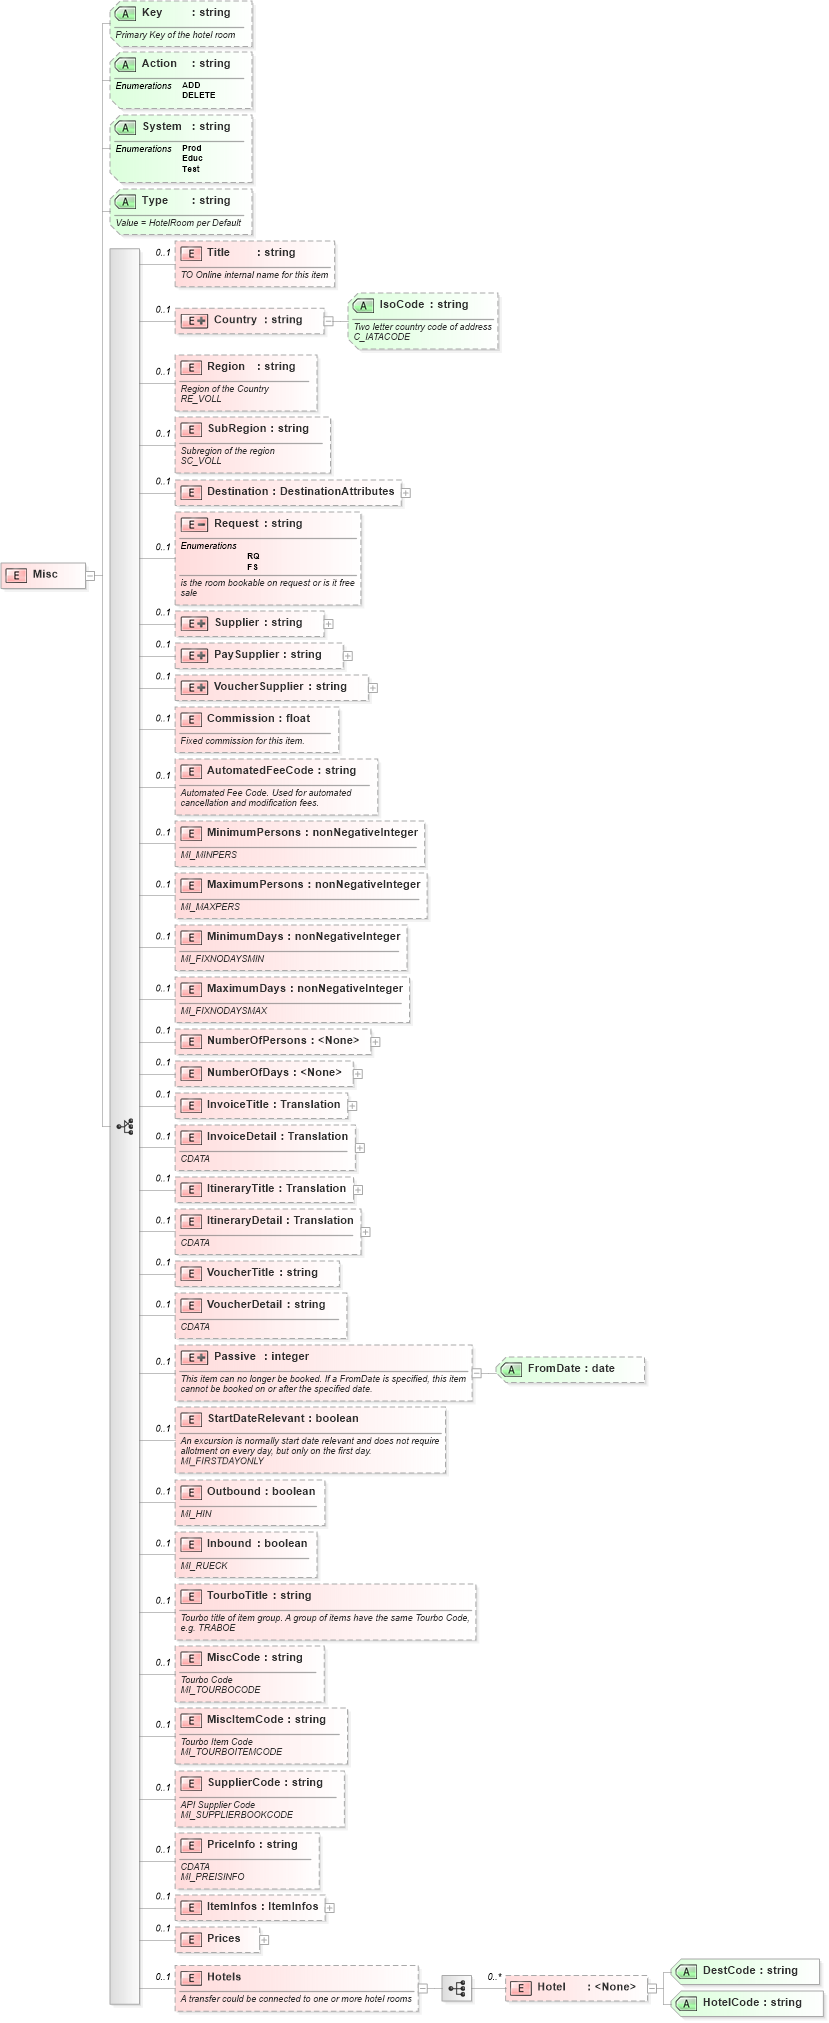 A Key : string
Primary Key of the hotel room
A Action : string
Enumerations ADD
DELETE
A System : string
Enumerations Prod
Educ
Test
A Type : string
Value = HotelRoom per Default
0..1 E Title : string
TO Online internal name for this item
0..1 E Country : string
A IsoCode : string
Two letter country code of address
C_IATACODE
0..1 E Region : string
Region of the Country
RE_VOLL
0..1 E SubRegion : string
Subregion of the region
SC_VOLL
0..1 E Destination : DestinationAttributes
0..1 E Request : string
Enumerations
RQ
FS
is the room bookable on request or is it free
sale
E Misc
0..1 E Supplier : string
0..1 E PaySupplier : string
0..1 E VoucherSupplier : string
0..1 E Commission : float
Fixed commission for this item.
0..1 E AutomatedFeeCode : string
Automated Fee Code. Used for automated
cancellation and modification fees.
0..1 E MinimumPersons : nonNegativeInteger
MI_MINPERS
0..1 E MaximumPersons : nonNegativeInteger
MI_MAXPERS
0..1 E MinimumDays : nonNegativeInteger
MI_FIXNODAYSMIN
0..1 E MaximumDays : nonNegativeInteger
MI_FIXNODAYSMAX
0..1 E NumberOfPersons : <None>
0..1 E NumberOfDays : <None>
0..1 E InvoiceTitle : Translation
0..1 E InvoiceDetail : Translation
CDATA
0..1 E ItineraryTitle : Translation
0..1 E ItineraryDetail : Translation
CDATA
0..1 E VoucherTitle : string
0..1 E VoucherDetail : string
CDATA
0..1 E Passive : integer
This item can no longer be booked. If a FromDate is specified, this item
cannot be booked on or after the specified date.
A FromDate : date
0..1 E StartDateRelevant : boolean
An excursion is normally start date relevant and does not require
allotment on every day, but only on the first day.
MI_FIRSTDAYONLY
0..1 E Outbound : boolean
MI_HIN
0..1 E Inbound : boolean
MI_RUECK
0..1 E TourboTitle : string
Tourbo title of item group. A group of items have the same Tourbo Code,
e.g. TRABOE
0..1 E MiscCode : string
Tourbo Code
MI_TOURBOCODE
0..1 E MiscItemCode : string
Tourbo Item Code
MI_TOURBOITEMCODE
0..1 E SupplierCode : string
API Supplier Code
MI_SUPPLIERBOOKCODE
0..1 E PriceInfo : string
CDATA
MI_PREISINFO
0..1 E ItemInfos : ItemInfos
0..1 E Prices
0..1 E Hotels
A transfer could be connected to one or more hotel rooms
0..* E Hotel : <None>
A DestCode : string
A HotelCode : string